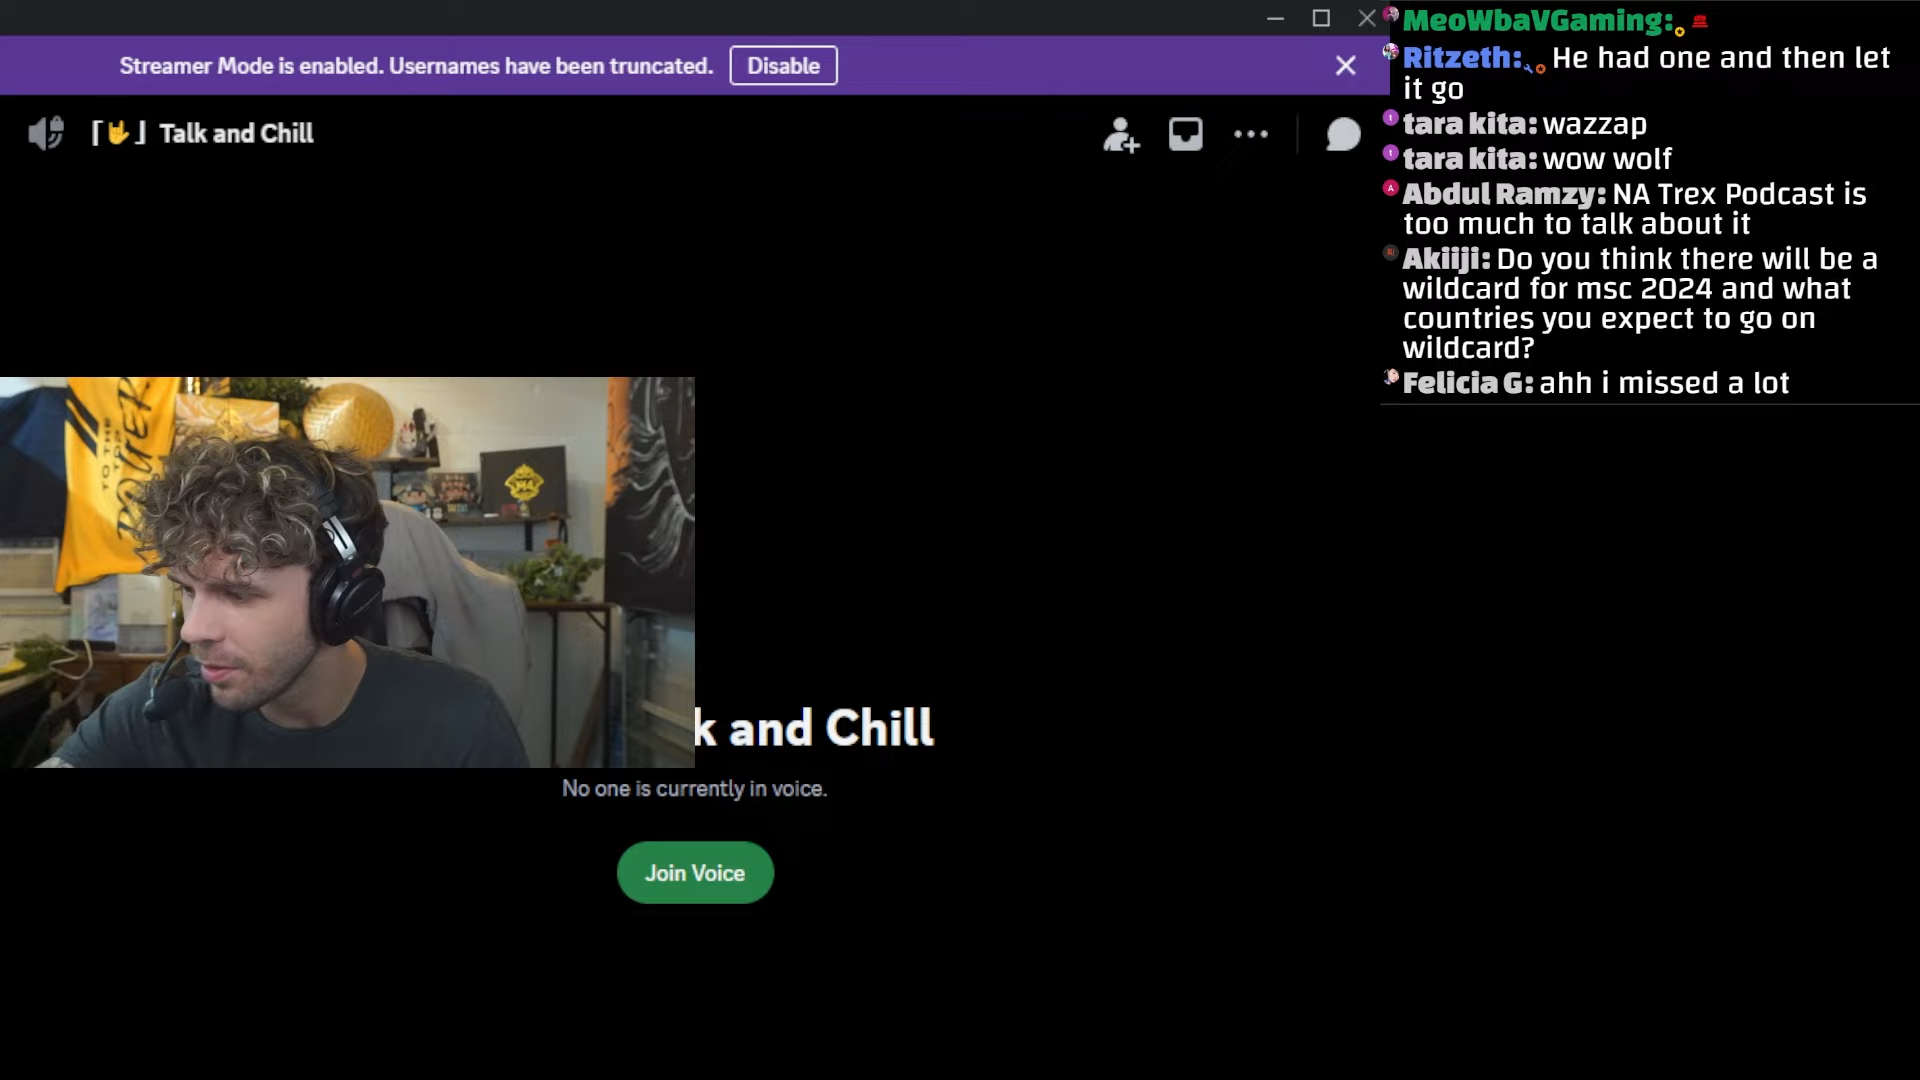 Streamer Mode is enabled. Usernames have been truncated.
Disable
「🤟」 Talk and Chill
MeoWbaVGaming:
Ritzeth: He had one and then let
it go
tara kita: wazzap
tara kita: wow wolf
Abdul Ramzy: NA Trex Podcast is
too much to talk about it
Akiiji: Do you think there will be a
wildcard for msc 2024 and what
countries you expect to go on
wildcard?
Felicia G: ahh i missed a lot
TO THE
TOP
k and Chill
No one is currently in voice.
Join Voice